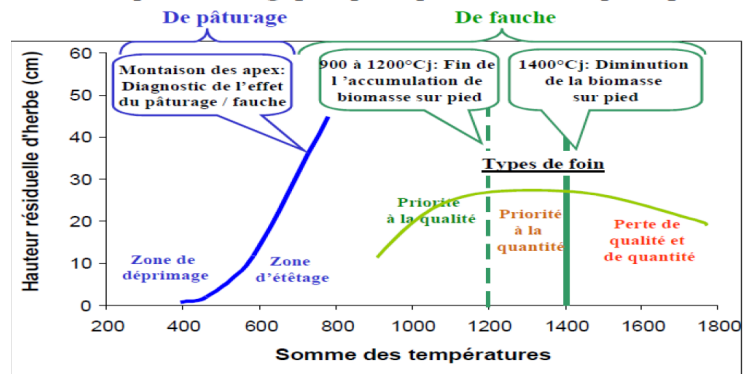 De pâturage
De fauche
Montaison des apex:
Diagnostic de l'effet
du pâturage / fauche
900 à 1200°Cj: Fin de
l 'accumulation de
biomasse sur pied
1400°Cj: Diminution
de la biomasse
sur pied
Types de foin
Priorité
à la qualité
Priorité
à la
quantité
Perte de
qualité et
de quantité
Zone de
déprimage
Zone
d'étêtage
Hauteur résiduelle d'herbe (cm)
60
50
40
30
20
10
0
200 400 600 800 1000 1200 1400 1600 1800
Somme des températures